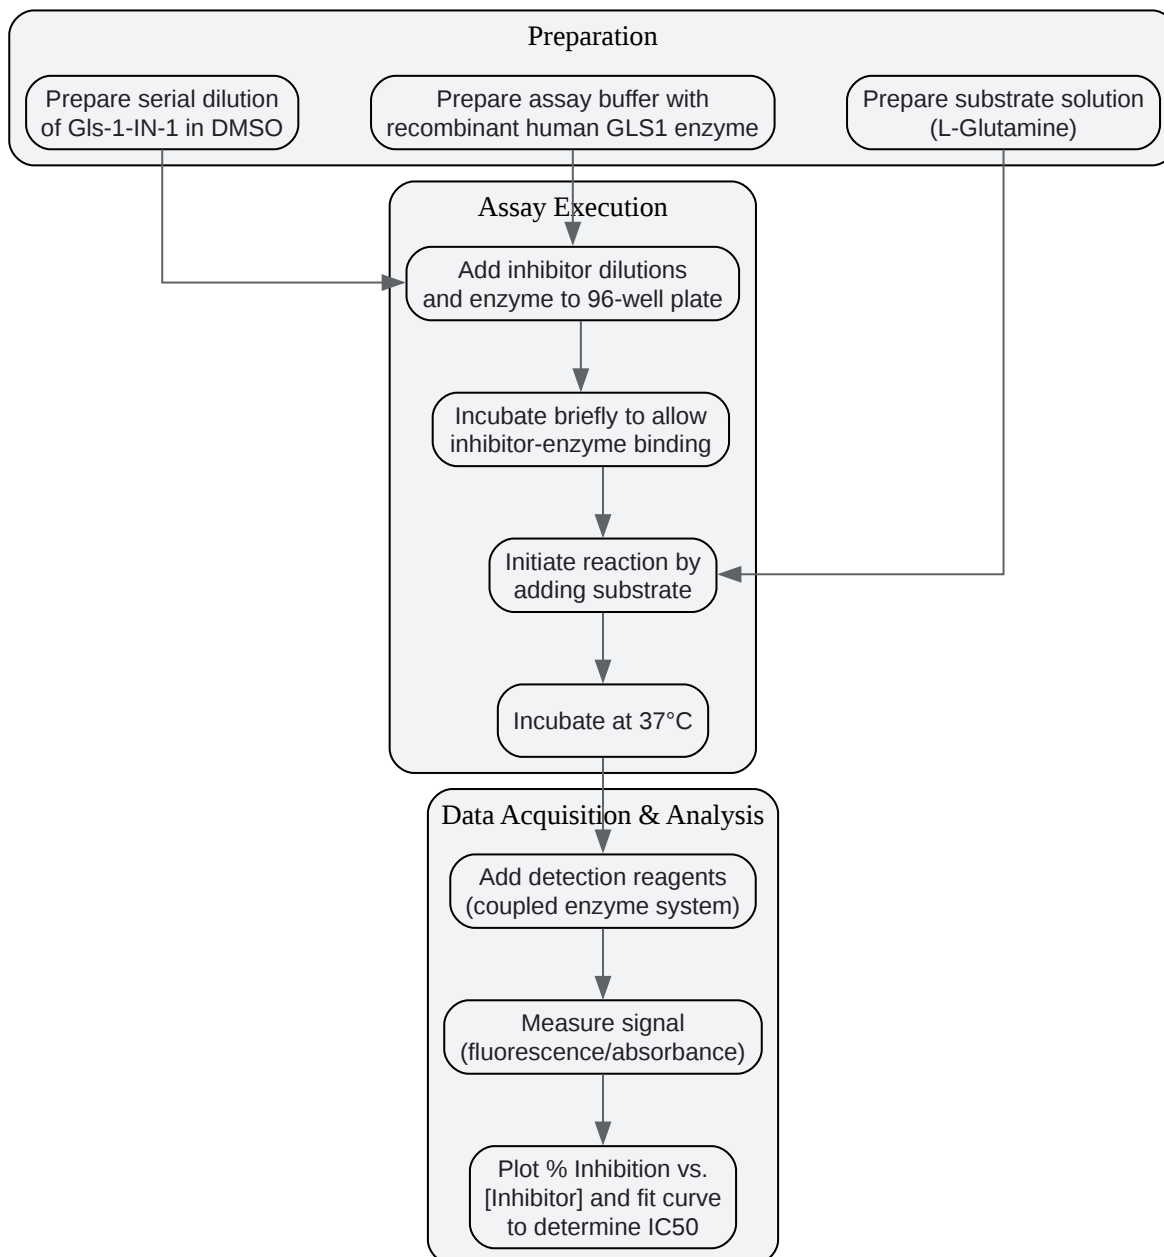 Preparation
Prepare serial dilution
of Gls-1-IN-1 in DMSO
Prepare assay buffer with
recombinant human GLS1 enzyme
Prepare substrate solution
(L-Glutamine)
Assay Execution
Add inhibitor dilutions
and enzyme to 96-well plate
Incubate briefly to allow
inhibitor-enzyme binding
Initiate reaction by
adding substrate
Incubate at 37°C
Data Acquisition & Analysis
Add detection reagents
(coupled enzyme system)
Measure signal
(fluorescence/absorbance)
Plot % Inhibition vs.
[Inhibitor] and fit curve
to determine IC50